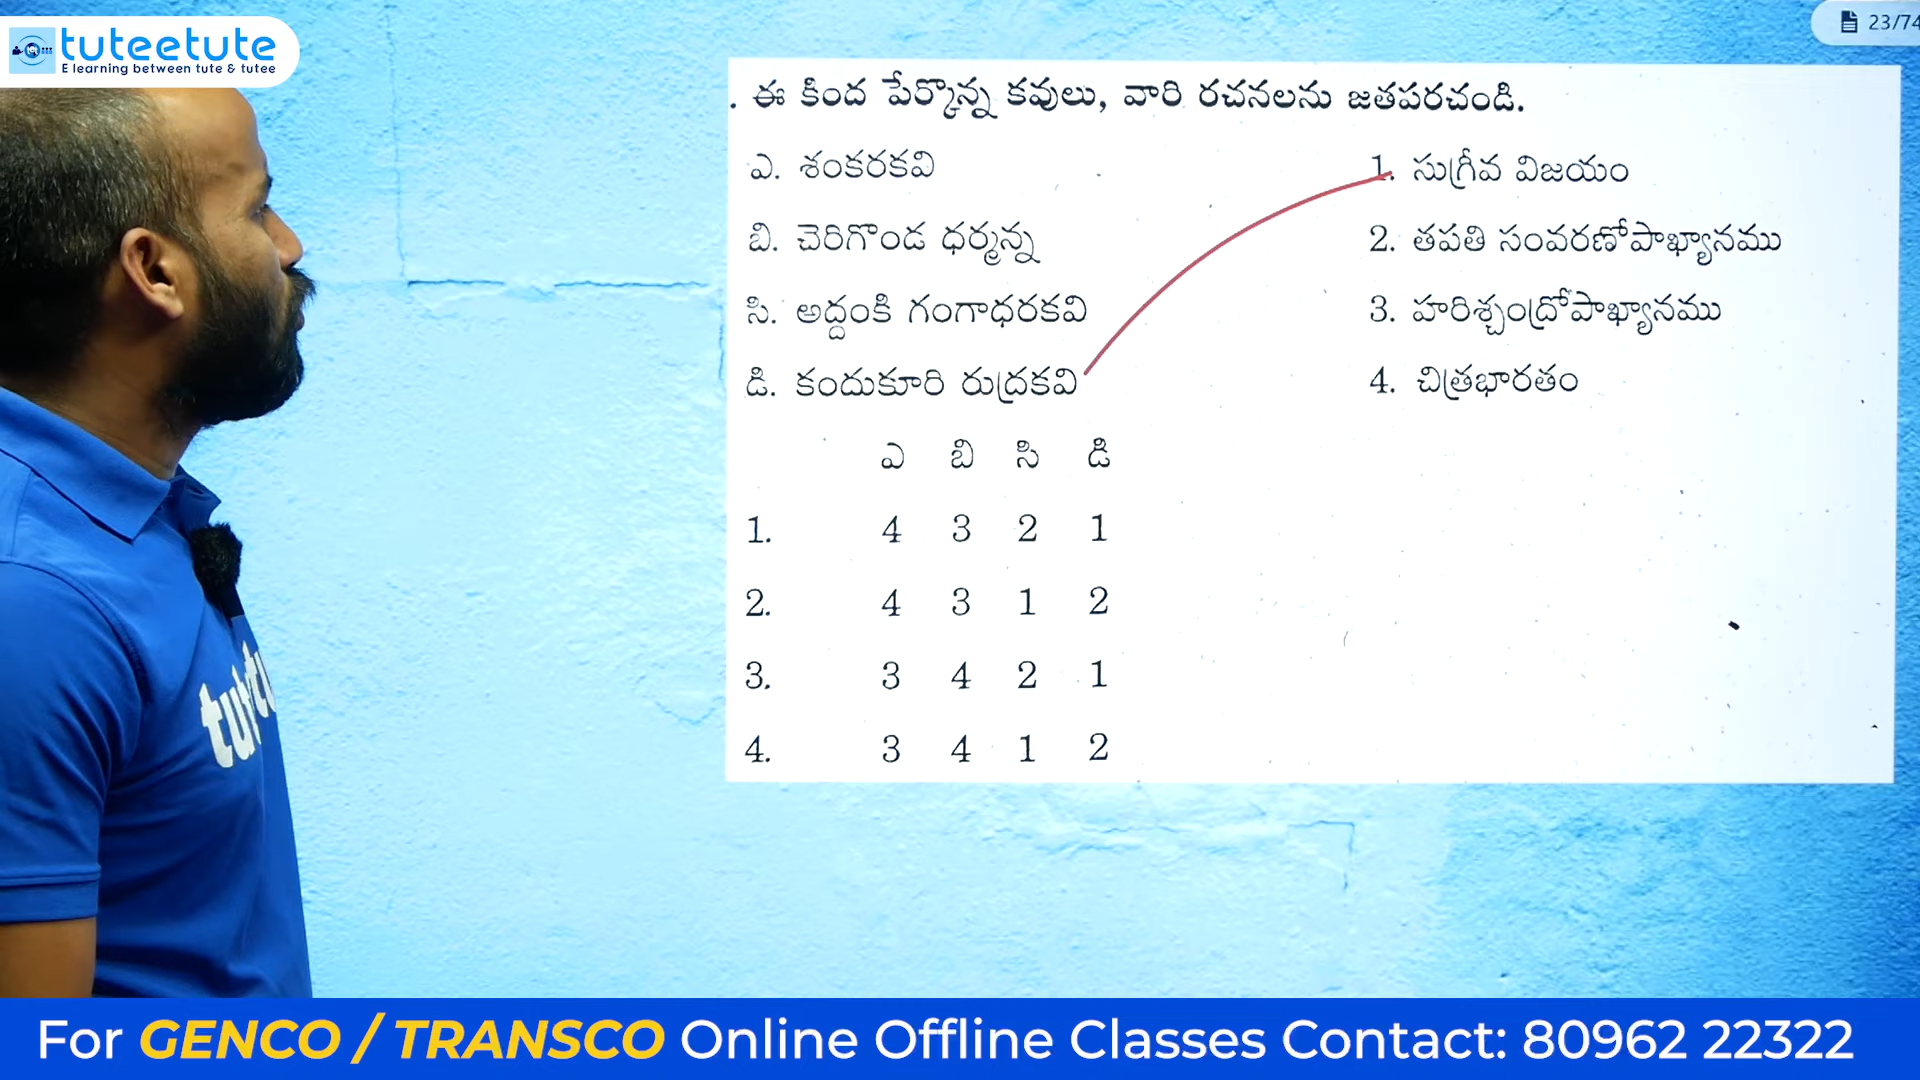 tuteetute
E learning between tute & tutee
23/74
. ఈ కింద పేర్కొన్న కవులు, వారి రచనలను జతపరచండి.
ఎ. శంకరకవి 1. సుగ్రీవ విజయం
బి. చెరిగొండ ధర్మన్న 2. తపతి సంవరణోపాఖ్యానము
సి. అద్దంకి గంగాధరకవి 3. హరిశ్చంద్రోపాఖ్యానము
డి. కందుకూరి రుద్రకవి 4. చిత్రభారతం
ఎ బి సి డి
1. 4 3 2 1
2. 4 3 1 2
3. 3 4 2 1
4. 3 4 1 2
For GENCO / TRANSCO Online Offline Classes Contact: 80962 22322